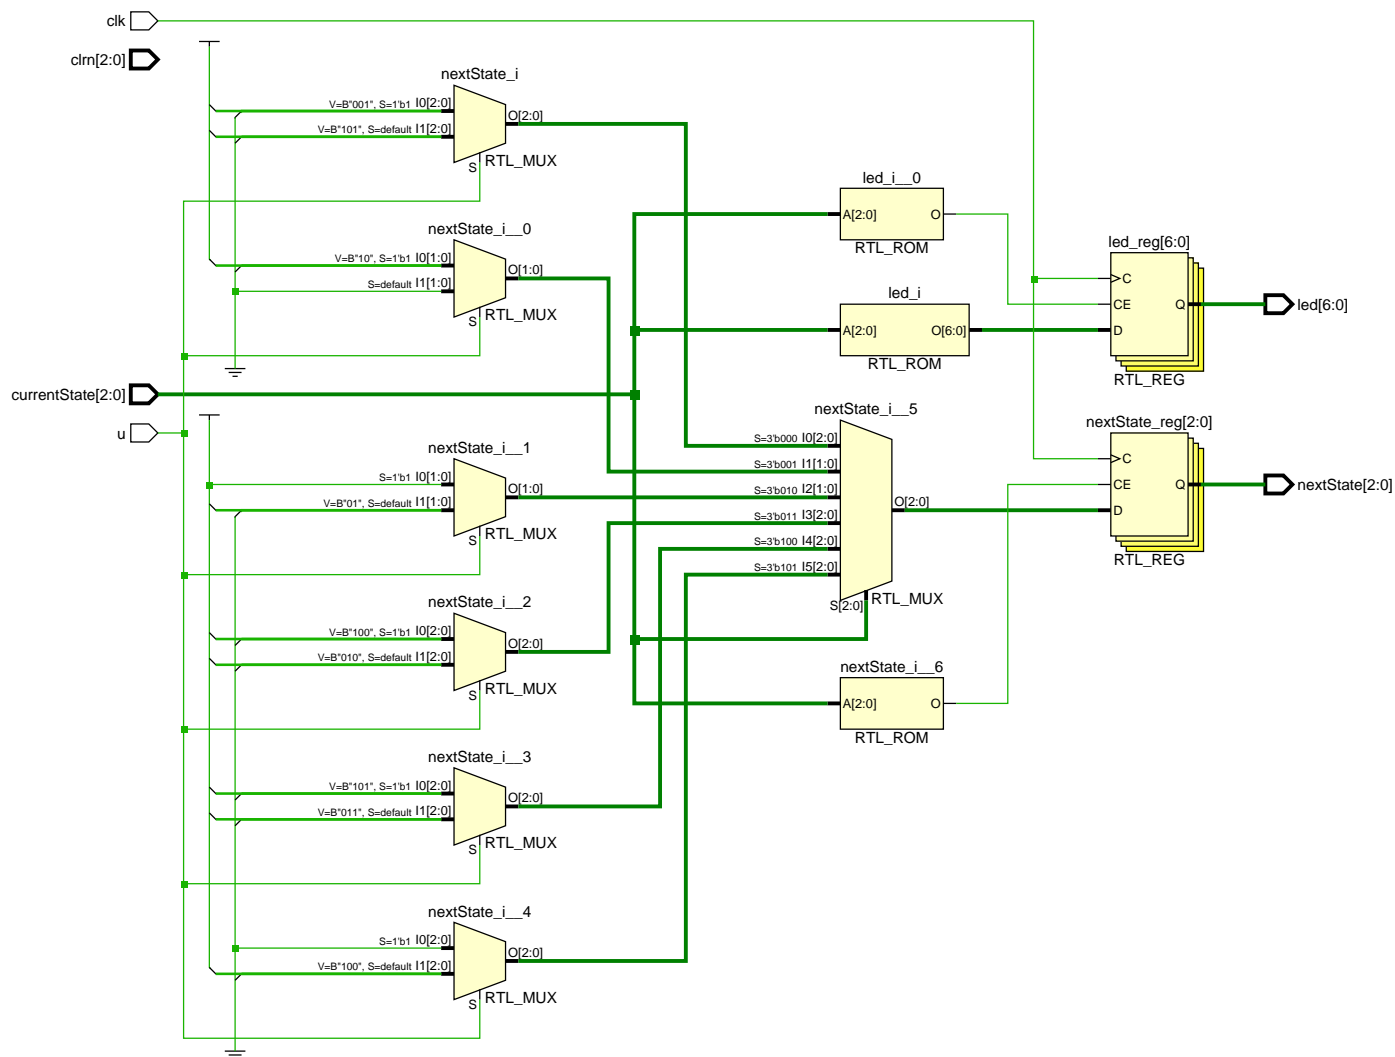 clk
clrn[2:0]
nextState_i
V=B"001", S=1'b1 I0[2:0]
V=B"101", S=default I1[2:0]
O[2:0]
S
RTL_MUX
nextState_i__0
V=B"10", S=1'b1 I0[1:0]
S=default I1[1:0]
O[1:0]
S
RTL_MUX
led_i__0
A[2:0] O
RTL_ROM
led_i
A[2:0] O[6:0]
RTL_ROM
led_reg[6:0]
C
CE
Q
D
RTL_REG
led[6:0]
currentState[2:0]
u
nextState_i__1
S=1'b1 I0[1:0]
V=B"01", S=default I1[1:0]
O[1:0]
S
RTL_MUX
nextState_i__5
S=3'b000 I0[2:0]
S=3'b001 I1[1:0]
S=3'b010 I2[1:0]
S=3'b011 I3[2:0]
S=3'b100 I4[2:0]
S=3'b101 I5[2:0]
O[2:0]
S[2:0]
RTL_MUX
nextState_reg[2:0]
C
CE
Q
D
RTL_REG
nextState[2:0]
nextState_i__2
V=B"100", S=1'b1 I0[2:0]
V=B"010", S=default I1[2:0]
O[2:0]
S
RTL_MUX
nextState_i__6
A[2:0] O
RTL_ROM
nextState_i__3
V=B"101", S=1'b1 I0[2:0]
V=B"011", S=default I1[2:0]
O[2:0]
S
RTL_MUX
nextState_i__4
S=1'b1 I0[2:0]
V=B"100", S=default I1[2:0]
O[2:0]
S
RTL_MUX